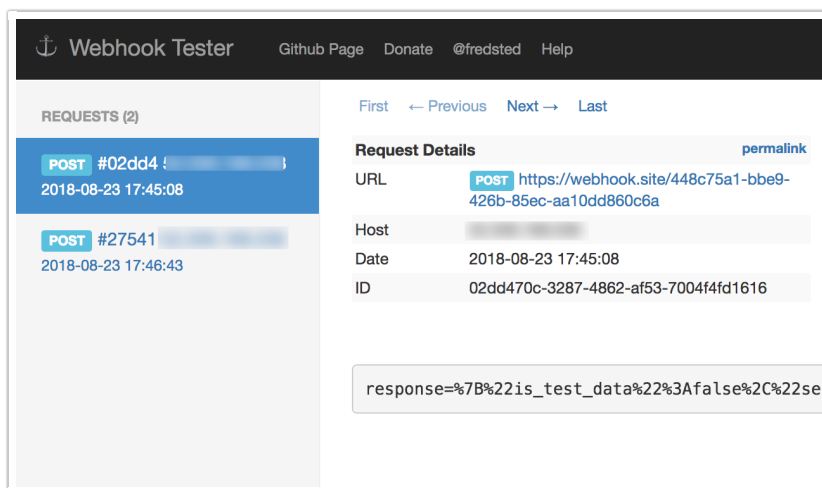 Webhook Tester Github Page Donate @fredsted Help
REQUESTS (2)
POST #02dd4
2018-08-23 17:45:08
POST #27541
2018-08-23 17:46:43
First ← Previous Next → Last
Request Details permalink
URL POST https://webhook.site/448c75a1-bbe9-
426b-85ec-aa10dd860c6a
Host
Date 2018-08-23 17:45:08
ID 02dd470c-3287-4862-af53-7004f4fd1616
response=%7B%22is_test_data%22%3Afalse%2C%22se